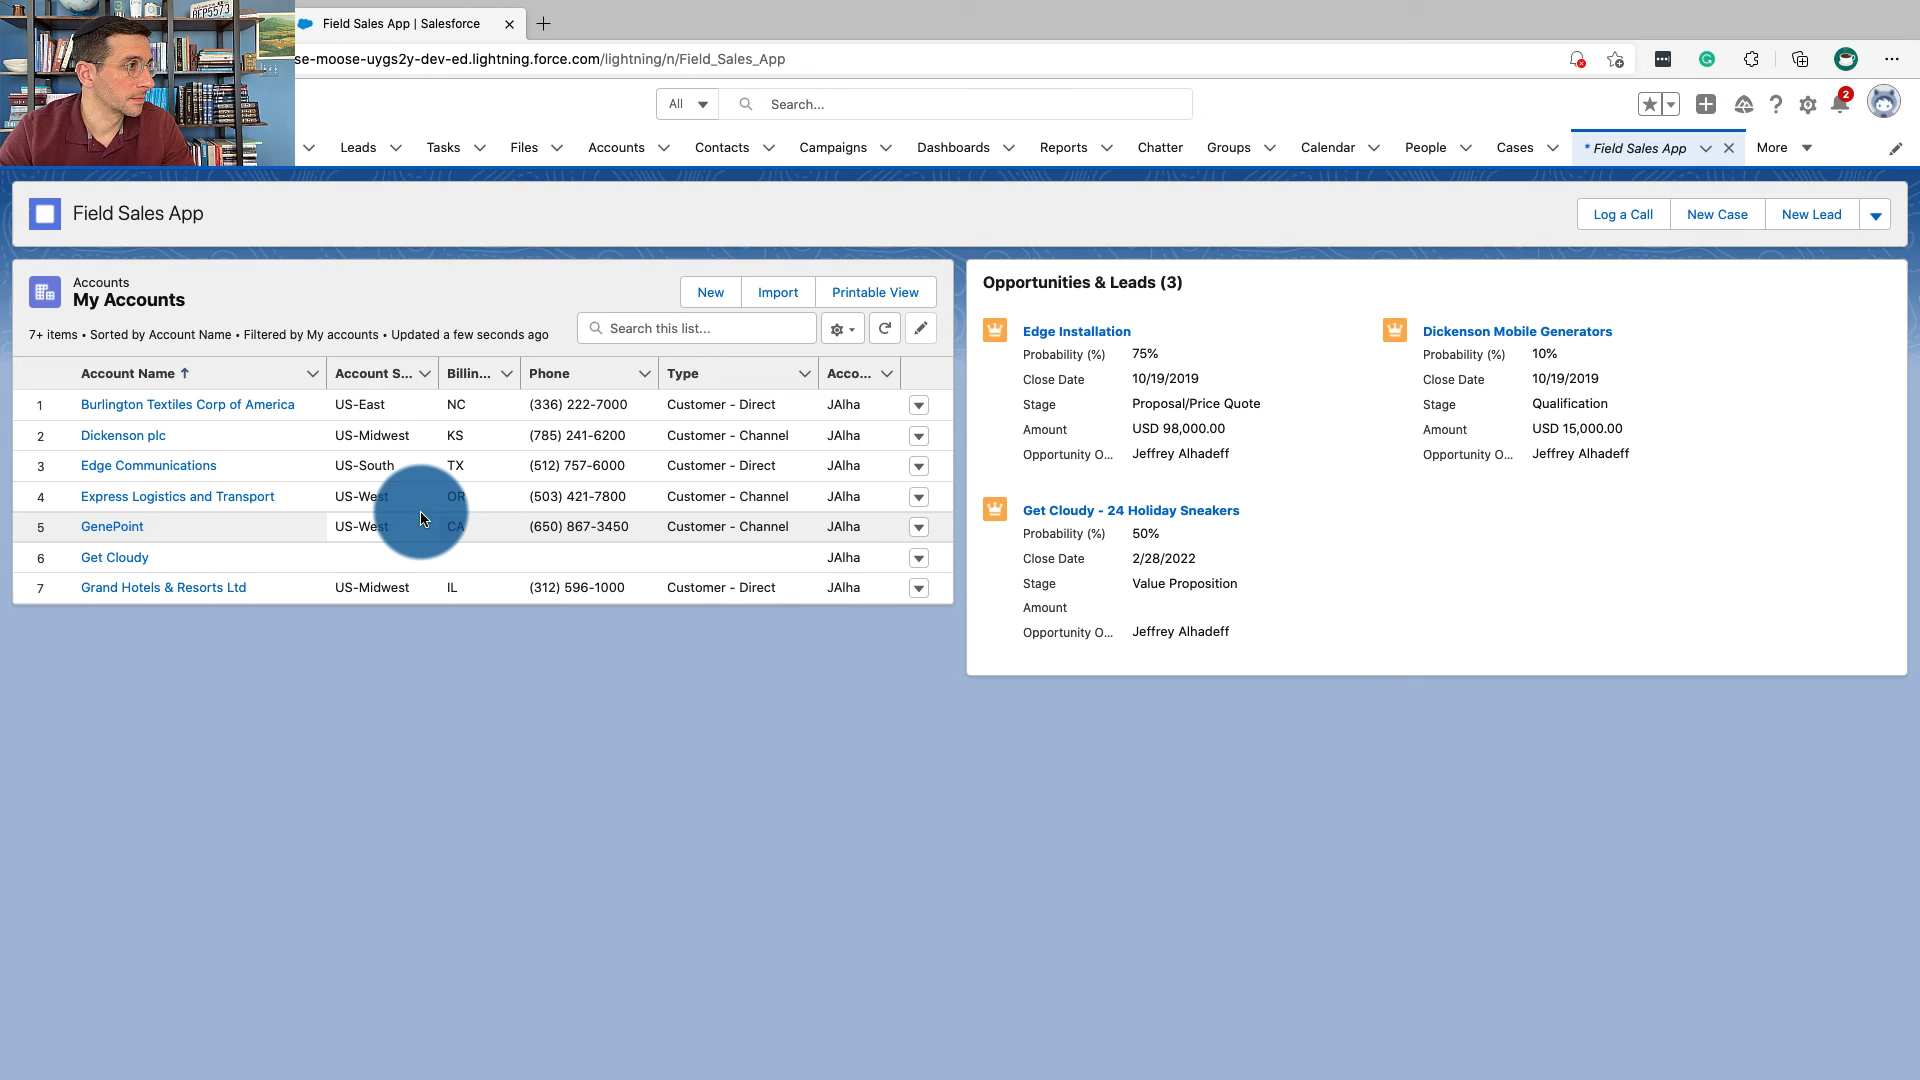 AEP5573
Field Sales App | Salesforce
se-moose-uygs2y-dev-ed.lightning.force.com/lightning/n/Field_Sales_App
All
Search...
2
Leads
Tasks
Files
Accounts
Contacts
Campaigns
Dashboards
Reports
Chatter
Groups
Calendar
People
Cases
* Field Sales App
More
Field Sales App
Log a Call
New Case
New Lead
Accounts
My Accounts
New
Import
Printable View
7+ items • Sorted by Account Name • Filtered by My accounts • Updated a few seconds ago
Search this list...
Account Name Account S... Billin... Phone Type Acco...
1 Burlington Textiles Corp of America US-East NC (336) 222-7000 Customer - Direct JAlha
2 Dickenson plc US-Midwest KS (785) 241-6200 Customer - Channel JAlha
3 Edge Communications US-South TX (512) 757-6000 Customer - Direct JAlha
4 Express Logistics and Transport US-West OR (503) 421-7800 Customer - Channel JAlha
5 GenePoint US-West CA (650) 867-3450 Customer - Channel JAlha
6 Get Cloudy JAlha
7 Grand Hotels & Resorts Ltd US-Midwest IL (312) 596-1000 Customer - Direct JAlha
Opportunities & Leads (3)
Edge Installation
Probability (%) 75%
Close Date 10/19/2019
Stage Proposal/Price Quote
Amount USD 98,000.00
Opportunity O... Jeffrey Alhadeff
Dickenson Mobile Generators
Probability (%) 10%
Close Date 10/19/2019
Stage Qualification
Amount USD 15,000.00
Opportunity O... Jeffrey Alhadeff
Get Cloudy - 24 Holiday Sneakers
Probability (%) 50%
Close Date 2/28/2022
Stage Value Proposition
Amount
Opportunity O... Jeffrey Alhadeff